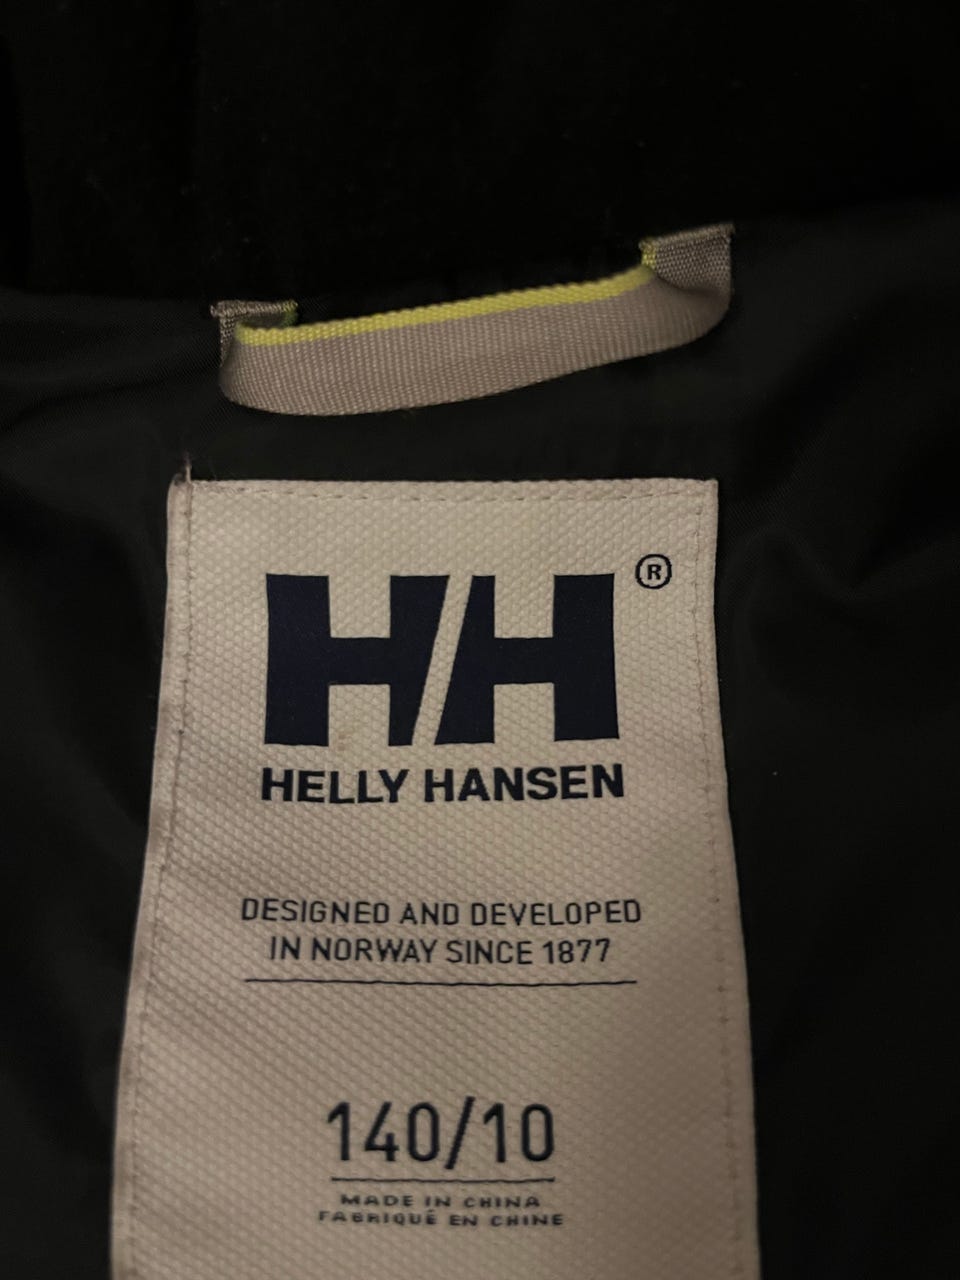 HH®
HELLY HANSEN
DESIGNED AND DEVELOPED
IN NORWAY SINCE 1877
140/10
MADE IN CHINA
FABRIQUÉ EN CHINE